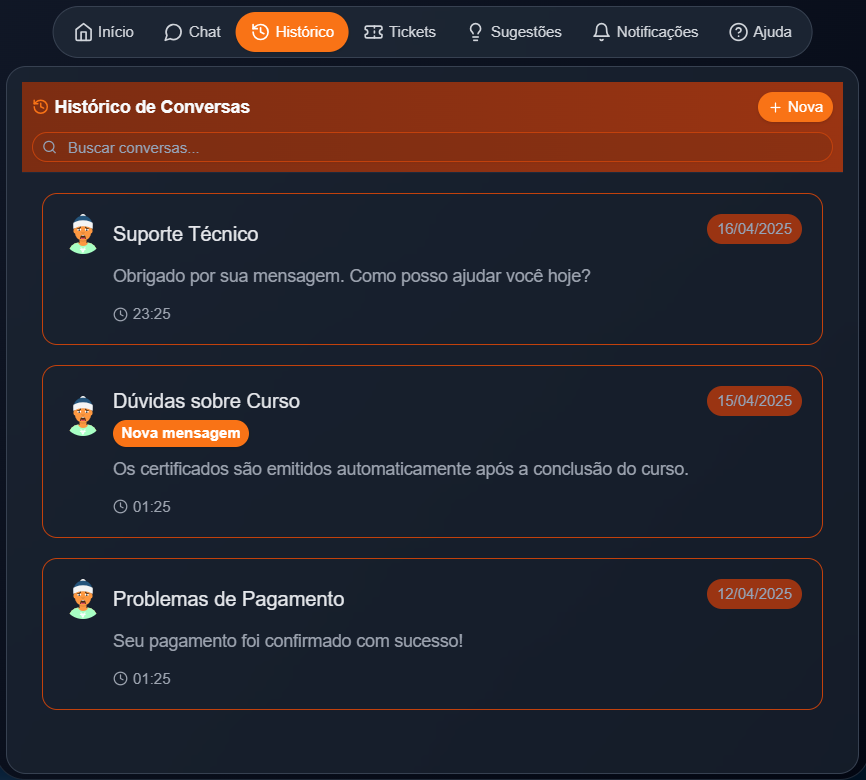 Início Chat Histórico Tickets Sugestões Notificações Ajuda
Histórico de Conversas
+ Nova
Buscar conversas...
Suporte Técnico
16/04/2025
Obrigado por sua mensagem. Como posso ajudar você hoje?
23:25
Dúvidas sobre Curso
15/04/2025
Nova mensagem
Os certificados são emitidos automaticamente após a conclusão do curso.
01:25
Problemas de Pagamento
12/04/2025
Seu pagamento foi confirmado com sucesso!
01:25